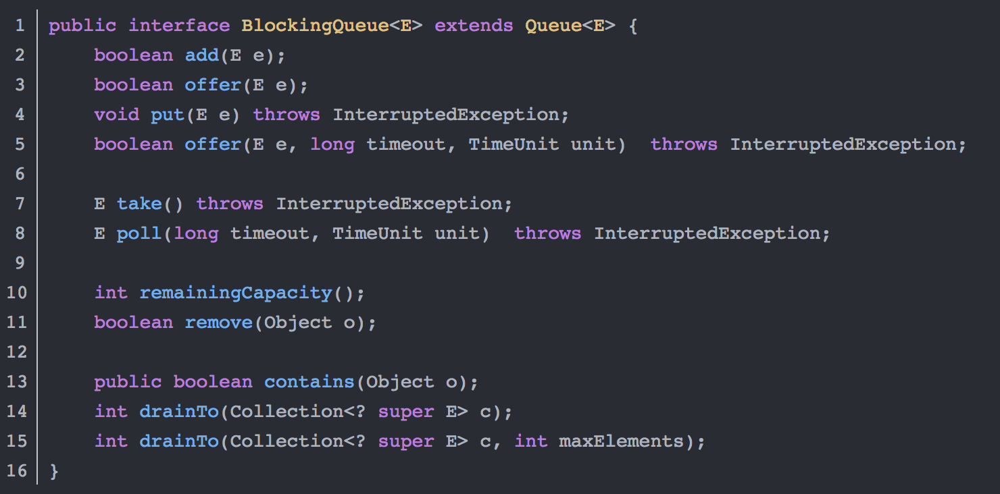 1 public interface BlockingQueue<E> extends Queue<E> {
2     boolean add(E e);
3     boolean offer(E e);
4     void put(E e) throws InterruptedException;
5     boolean offer(E e, long timeout, TimeUnit unit)  throws InterruptedException;
6
7     E take() throws InterruptedException;
8     E poll(long timeout, TimeUnit unit)  throws InterruptedException;
9
10     int remainingCapacity();
11     boolean remove(Object o);
12
13     public boolean contains(Object o);
14     int drainTo(Collection<? super E> c);
15     int drainTo(Collection<? super E> c, int maxElements);
16 }